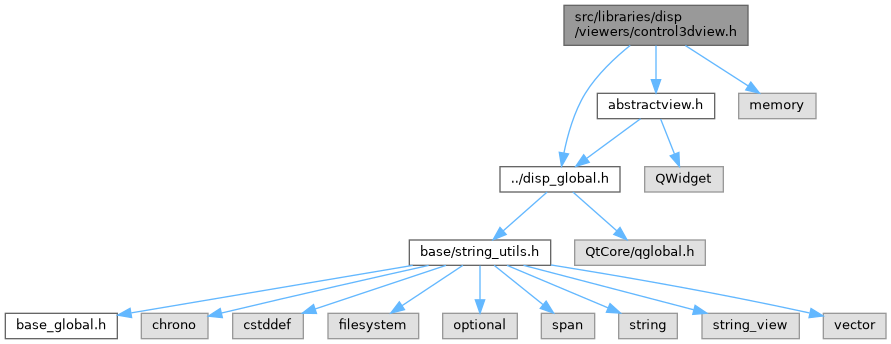 src/libraries/disp
/viewers/control3dview.h
abstractview.h
memory
../disp_global.h
QWidget
base/string_utils.h
QtCore/qglobal.h
base_global.h
chrono
cstddef
filesystem
optional
span
string
string_view
vector